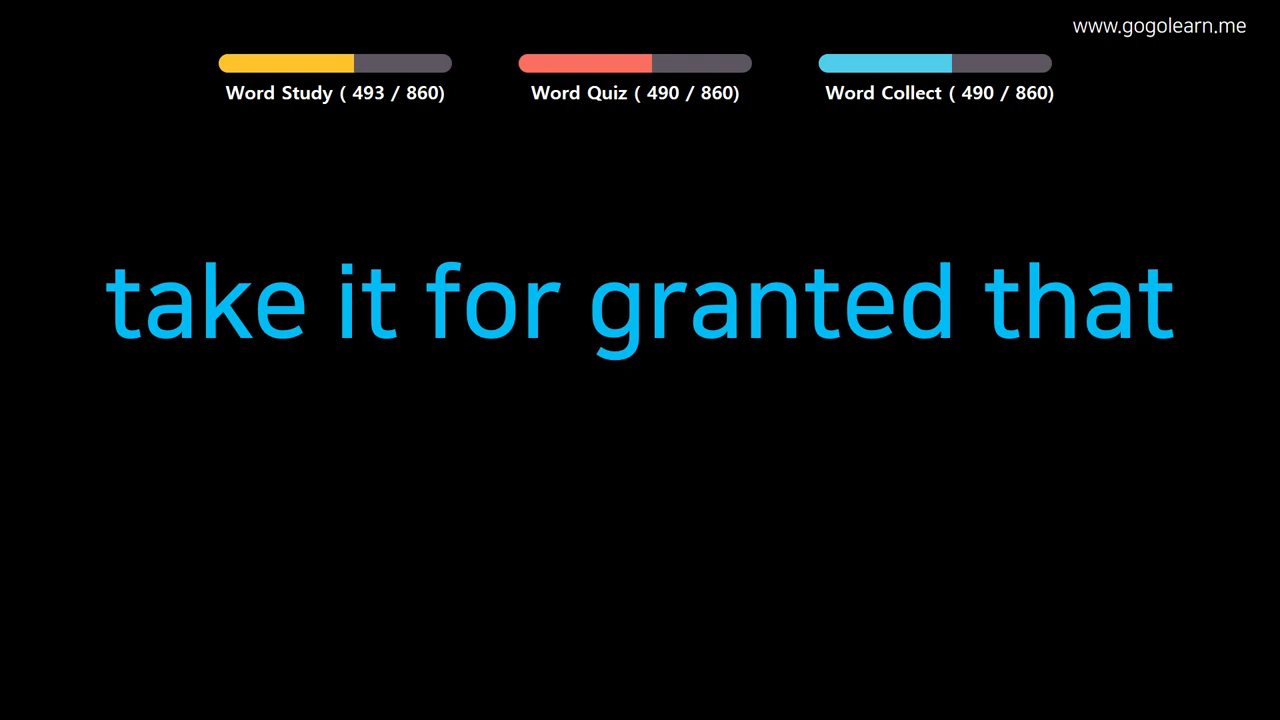 www.gogolearn.me
Word Study ( 493 / 860)
Word Quiz ( 490 / 860)
Word Collect ( 490 / 860)
take it for granted that